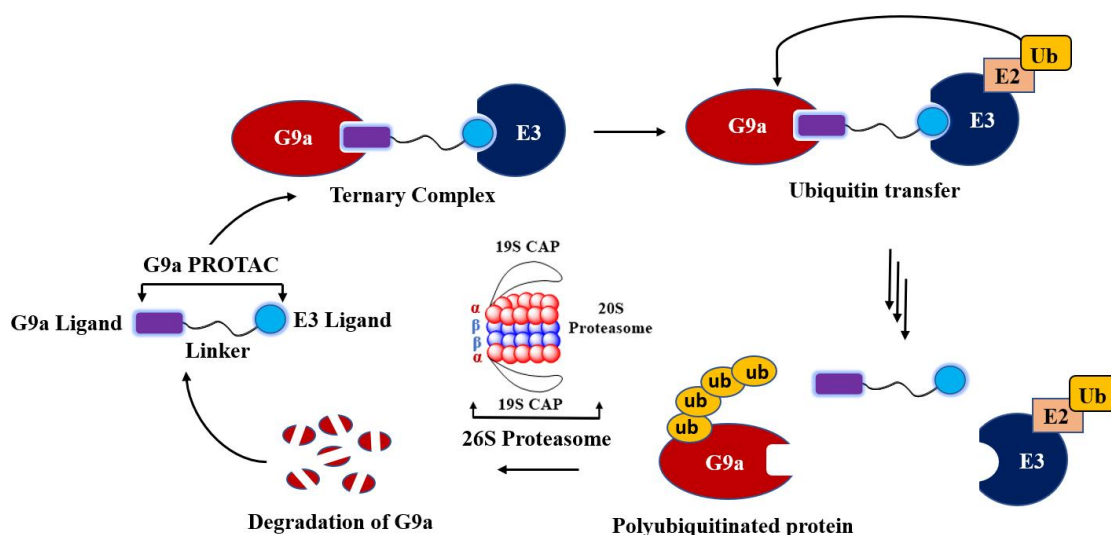 G9a
E3
Ternary Complex
G9a
E3
E2
Ub
Ubiquitin transfer
G9a PROTAC
G9a Ligand
E3 Ligand
Linker
19S CAP
α
β
β
α
20S
Proteasome
19S CAP
26S Proteasome
ub
ub
ub
ub
G9a
Polyubiquitinated protein
E2
Ub
E3
Degradation of G9a